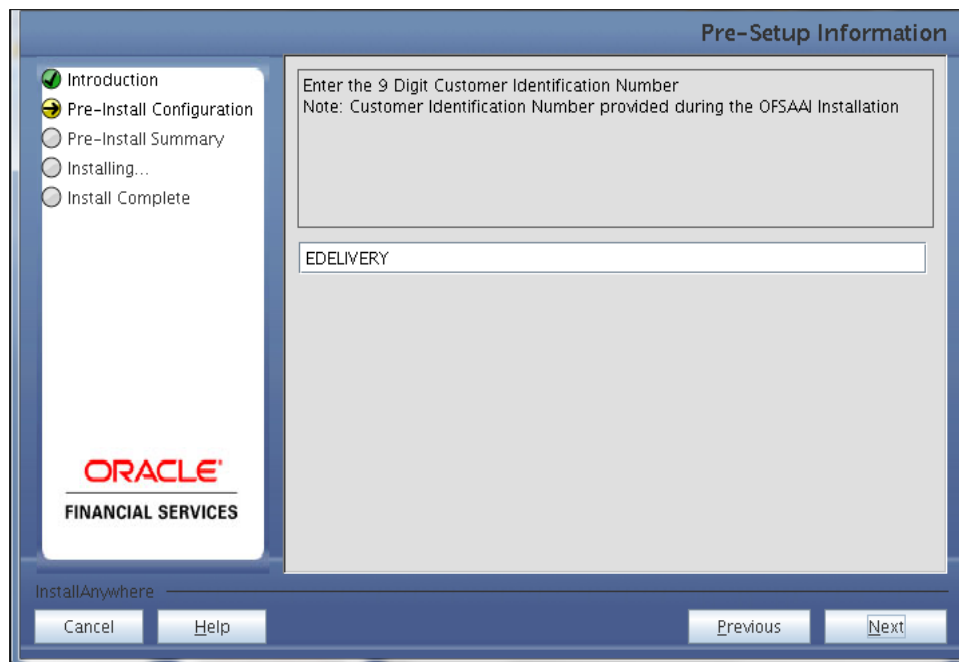 Pre-Setup Information
Introduction
Pre-Install Configuration
Pre-Install Summary
Installing...
Install Complete
Enter the 9 Digit Customer Identification Number
Note: Customer Identification Number provided during the OFSAAI Installation
EDELIVERY
ORACLE
FINANCIAL SERVICES
InstallAnywhere
Cancel
Help
Previous
Next